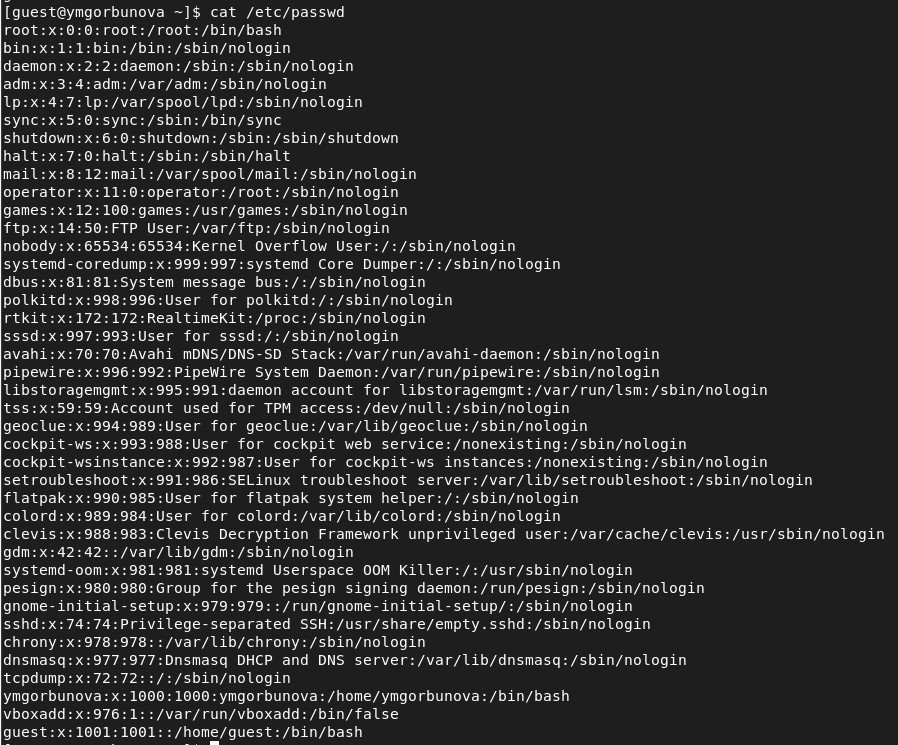 [guest@ymgorbunova ~]$ cat /etc/passwd
root:x:0:0:root:/root:/bin/bash
bin:x:1:1:bin:/bin:/sbin/nologin
daemon:x:2:2:daemon:/sbin:/sbin/nologin
adm:x:3:4:adm:/var/adm:/sbin/nologin
lp:x:4:7:lp:/var/spool/lpd:/sbin/nologin
sync:x:5:0:sync:/sbin:/bin/sync
shutdown:x:6:0:shutdown:/sbin:/sbin/shutdown
halt:x:7:0:halt:/sbin:/sbin/halt
mail:x:8:12:mail:/var/spool/mail:/sbin/nologin
operator:x:11:0:operator:/root:/sbin/nologin
games:x:12:100:games:/usr/games:/sbin/nologin
ftp:x:14:50:FTP User:/var/ftp:/sbin/nologin
nobody:x:65534:65534:Kernel Overflow User:/:/sbin/nologin
systemd-coredump:x:999:997:systemd Core Dumper:/:/sbin/nologin
dbus:x:81:81:System message bus:/:/sbin/nologin
polkitd:x:998:996:User for polkitd:/:/sbin/nologin
rtkit:x:172:172:RealtimeKit:/proc:/sbin/nologin
sssd:x:997:993:User for sssd:/:/sbin/nologin
avahi:x:70:70:Avahi mDNS/DNS-SD Stack:/var/run/avahi-daemon:/sbin/nologin
pipewire:x:996:992:PipeWire System Daemon:/var/run/pipewire:/sbin/nologin
libstoragemgmt:x:995:991:daemon account for libstoragemgmt:/var/run/lsm:/sbin/nologin
tss:x:59:59:Account used for TPM access:/dev/null:/sbin/nologin
geoclue:x:994:989:User for geoclue:/var/lib/geoclue:/sbin/nologin
cockpit-ws:x:993:988:User for cockpit web service:/nonexisting:/sbin/nologin
cockpit-wsinstance:x:992:987:User for cockpit-ws instances:/nonexisting:/sbin/nologin
setroubleshoot:x:991:986:SELinux troubleshoot server:/var/lib/setroubleshoot:/sbin/nologin
flatpak:x:990:985:User for flatpak system helper:/:/sbin/nologin
colord:x:989:984:User for colord:/var/lib/colord:/sbin/nologin
clevis:x:988:983:Clevis Decryption Framework unprivileged user:/var/cache/clevis:/usr/sbin/nologin
gdm:x:42:42::/var/lib/gdm:/sbin/nologin
systemd-oom:x:981:981:systemd Userspace OOM Killer:/:/usr/sbin/nologin
pesign:x:980:980:Group for the pesign signing daemon:/run/pesign:/sbin/nologin
gnome-initial-setup:x:979:979::/run/gnome-initial-setup/:/sbin/nologin
sshd:x:74:74:Privilege-separated SSH:/usr/share/empty.sshd:/sbin/nologin
chrony:x:978:978::/var/lib/chrony:/sbin/nologin
dnsmasq:x:977:977:Dnsmasq DHCP and DNS server:/var/lib/dnsmasq:/sbin/nologin
tcpdump:x:72:72::/:/sbin/nologin
ymgorbunova:x:1000:1000:ymgorbunova:/home/ymgorbunova:/bin/bash
vboxadd:x:976:1::/var/run/vboxadd:/bin/false
guest:x:1001:1001::/home/guest:/bin/bash